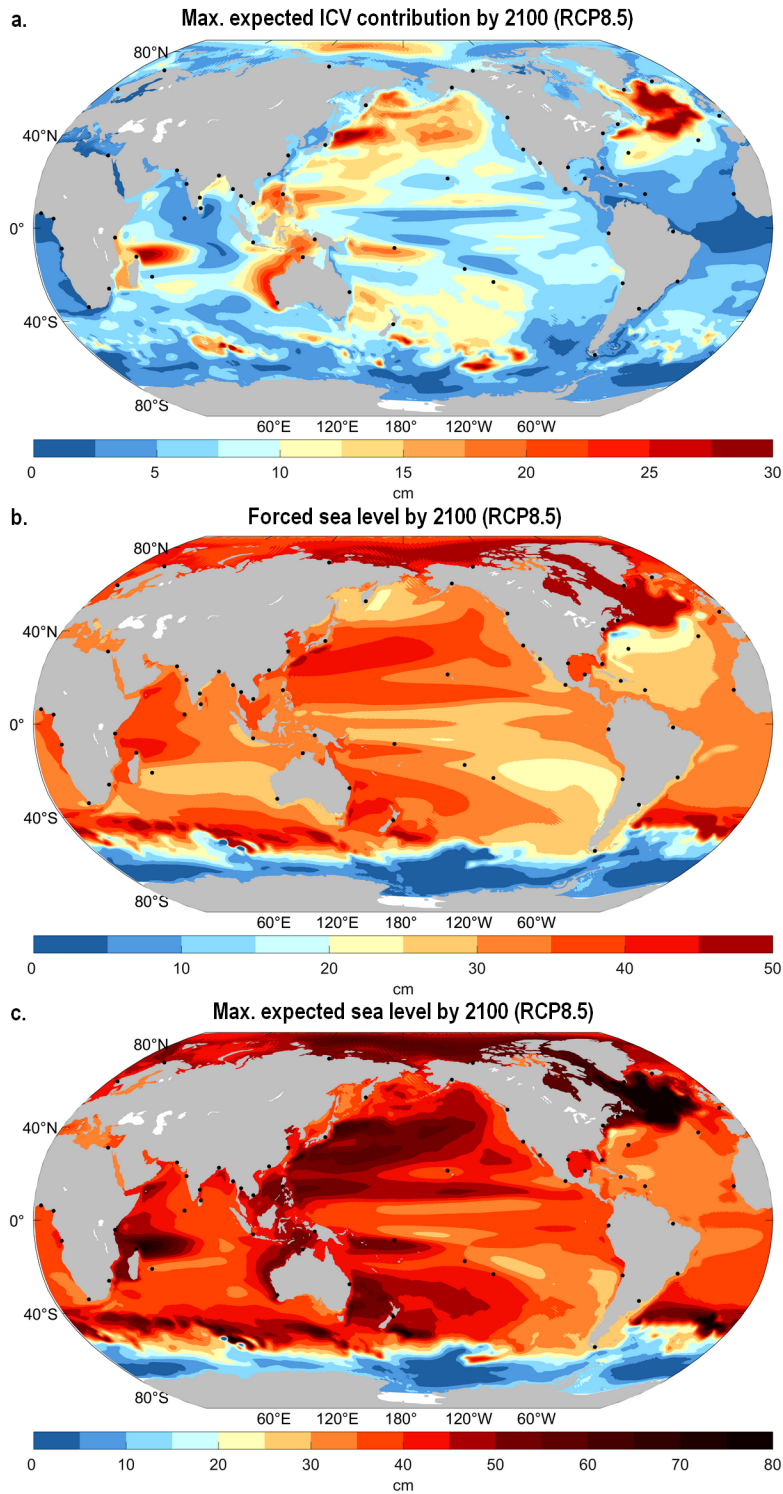 a. Max. expected ICV contribution by 2100 (RCP8.5)
80°N
40°N
0°
40°S
80°S
60°E 120°E 180° 120°W 60°W
0 5 10 15 20 25 30
cm
b. Forced sea level by 2100 (RCP8.5)
80°N
40°N
0°
40°S
80°S
60°E 120°E 180° 120°W 60°W
0 10 20 30 40 50
cm
c. Max. expected sea level by 2100 (RCP8.5)
80°N
40°N
0°
40°S
80°S
60°E 120°E 180° 120°W 60°W
0 10 20 30 40 50 60 70 80
cm